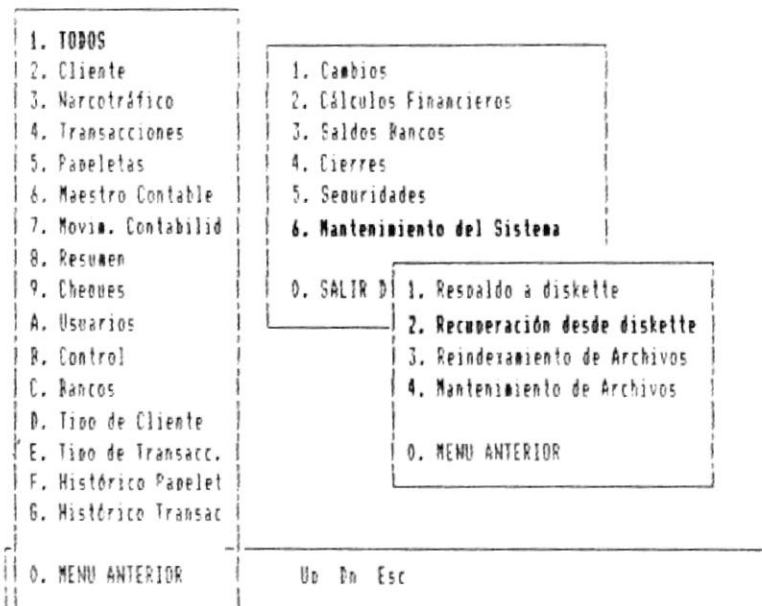 1. TODOS
2. Cliente
3. Narcotráfico
4. Transacciones
5. Papeletas
6. Maestro Contable
7. Movim. Contabilid
8. Resumen
9. Cheques
A. Usuarios
B. Control
C. Bancos
D. Tipo de Cliente
E. Tipo de Transacc.
F. Histórico Papelet
G. Histórico Transac
0. MENU ANTERIOR
1. Cambios
2. Cálculos Financieros
3. Saldos Bancos
4. Cierres
5. Seguridades
6. Mantenimiento del Sistema
0. SALIR D
1. Respaldo a diskette
2. Recuperación desde diskette
3. Reindexamiento de Archivos
4. Mantenimiento de Archivos
0. MENU ANTERIOR
Up Dn Esc